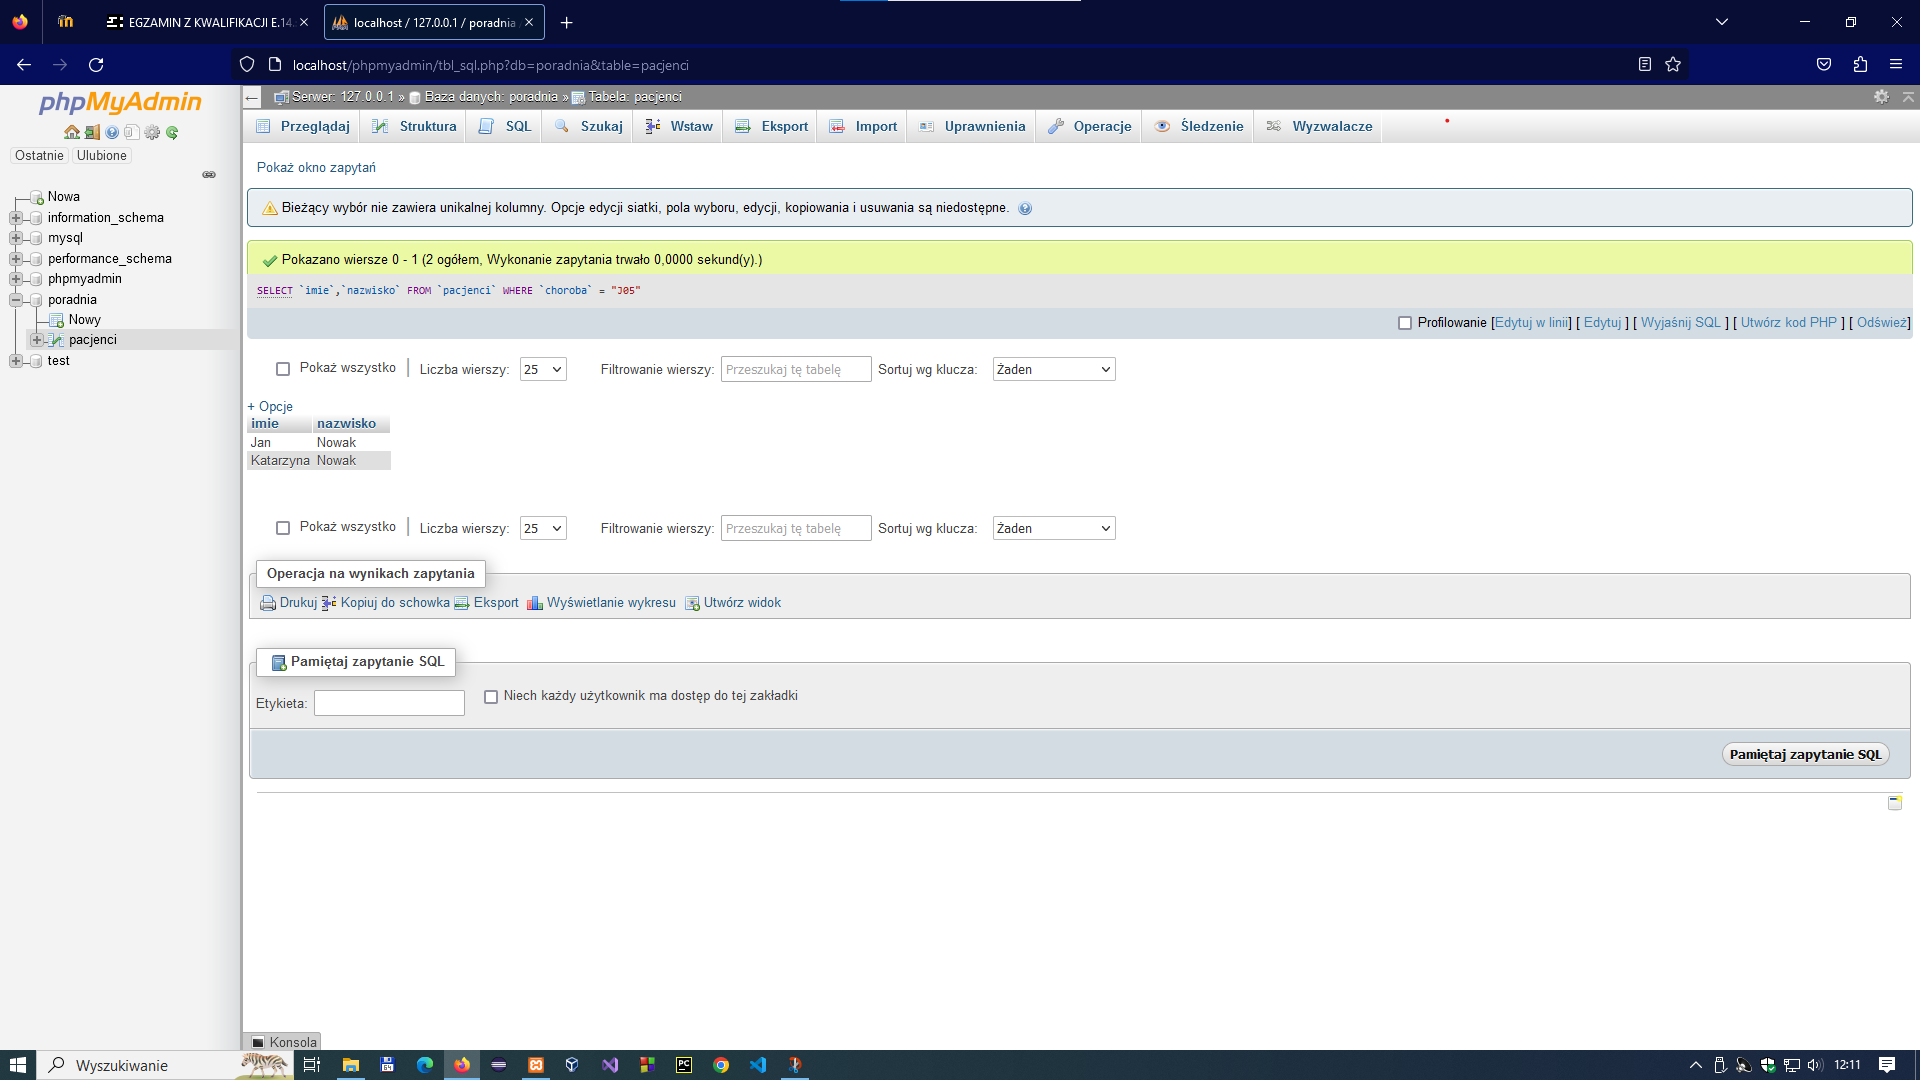 EGZAMIN Z KWALIFIKACJI E.14.
localhost / 127.0.0.1 / poradnia
localhost/phpmyadmin/tbl_sql.php?db=poradnia&table=pacjenci
phpMyAdmin
Ostatnie Ulubione
Nowa
information_schema
mysql
performance_schema
phpmyadmin
poradnia
Nowy
pacjenci
test
Serwer: 127.0.0.1 » Baza danych: poradnia » Tabela: pacjenci
Przeglądaj Struktura SQL Szukaj Wstaw Eksport Import Uprawnienia Operacje Śledzenie Wyzwalacze
Pokaż okno zapytań
Bieżący wybór nie zawiera unikalnej kolumny. Opcje edycji siatki, pola wyboru, edycji, kopiowania i usuwania są niedostępne.
Pokazano wiersze 0 - 1 (2 ogółem, Wykonanie zapytania trwało 0,0000 sekund(y).)
SELECT `imie`,`nazwisko` FROM `pacjenci` WHERE `choroba` = "J05"
Profilowanie [Edytuj w linii] [ Edytuj ] [ Wyjaśnij SQL ] [ Utwórz kod PHP ] [ Odśwież]
Pokaż wszystko Liczba wierszy: 25 Filtrowanie wierszy: Przeszukaj tę tabelę Sortuj wg klucza: Żaden
+ Opcje
imie nazwisko
Jan Nowak
Katarzyna Nowak
Pokaż wszystko Liczba wierszy: 25 Filtrowanie wierszy: Przeszukaj tę tabelę Sortuj wg klucza: Żaden
Operacja na wynikach zapytania
Drukuj Kopiuj do schowka Eksport Wyświetlanie wykresu Utwórz widok
Pamiętaj zapytanie SQL
Etykieta: Niech każdy użytkownik ma dostęp do tej zakładki
Pamiętaj zapytanie SQL
Konsola
Wyszukiwanie
64
PC
12:11